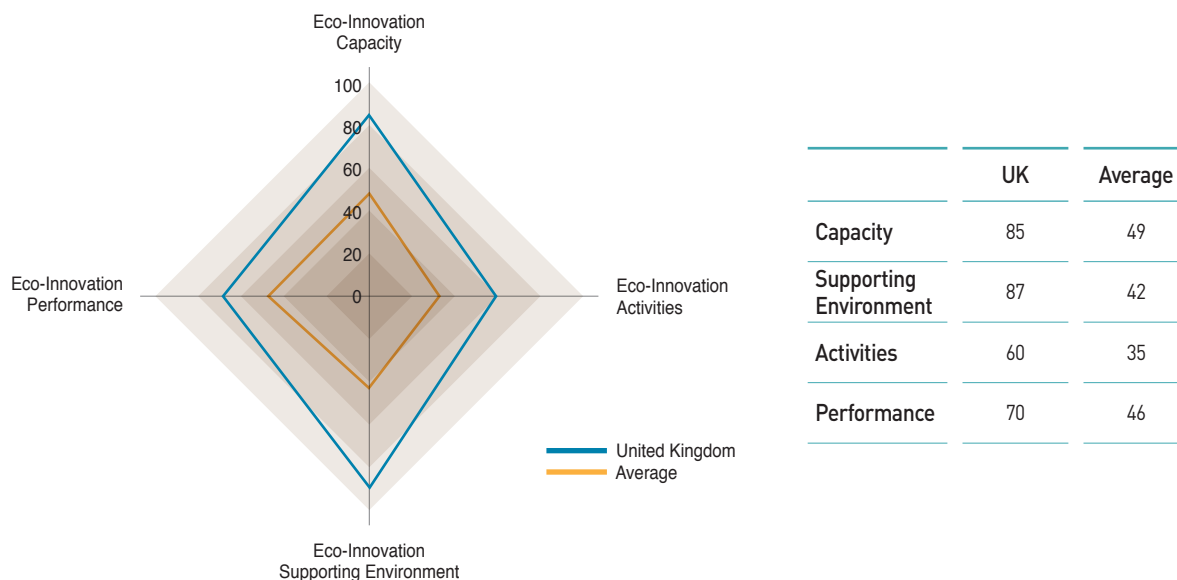 Eco-Innovation
Capacity
100
80
60
40
20
0
Eco-Innovation
Performance
Eco-Innovation
Activities
United Kingdom
Average
Eco-Innovation
Supporting Environment
UK Average
Capacity 85 49
Supporting
Environment 87 42
Activities 60 35
Performance 70 46